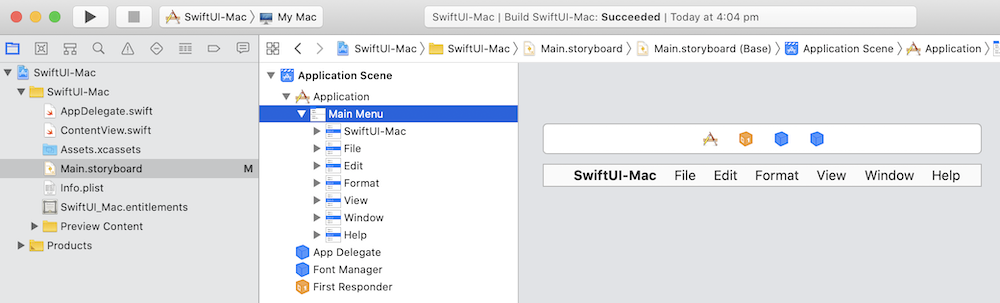 SwiftUI-Mac My Mac SwiftUI-Mac | Build SwiftUI-Mac: Succeeded | Today at 4:04 pm
SwiftUI-Mac SwiftUI-Mac Main.storyboard Main.storyboard (Base) Application Scene Application
SwiftUI-Mac
SwiftUI-Mac
AppDelegate.swift
ContentView.swift
Assets.xcassets
Main.storyboard M
Info.plist
SwiftUI_Mac.entitlements
Preview Content
Products
Application Scene
Application
Main Menu
SwiftUI-Mac
File
Edit
Format
View
Window
Help
App Delegate
Font Manager
First Responder
SwiftUI-Mac File Edit Format View Window Help